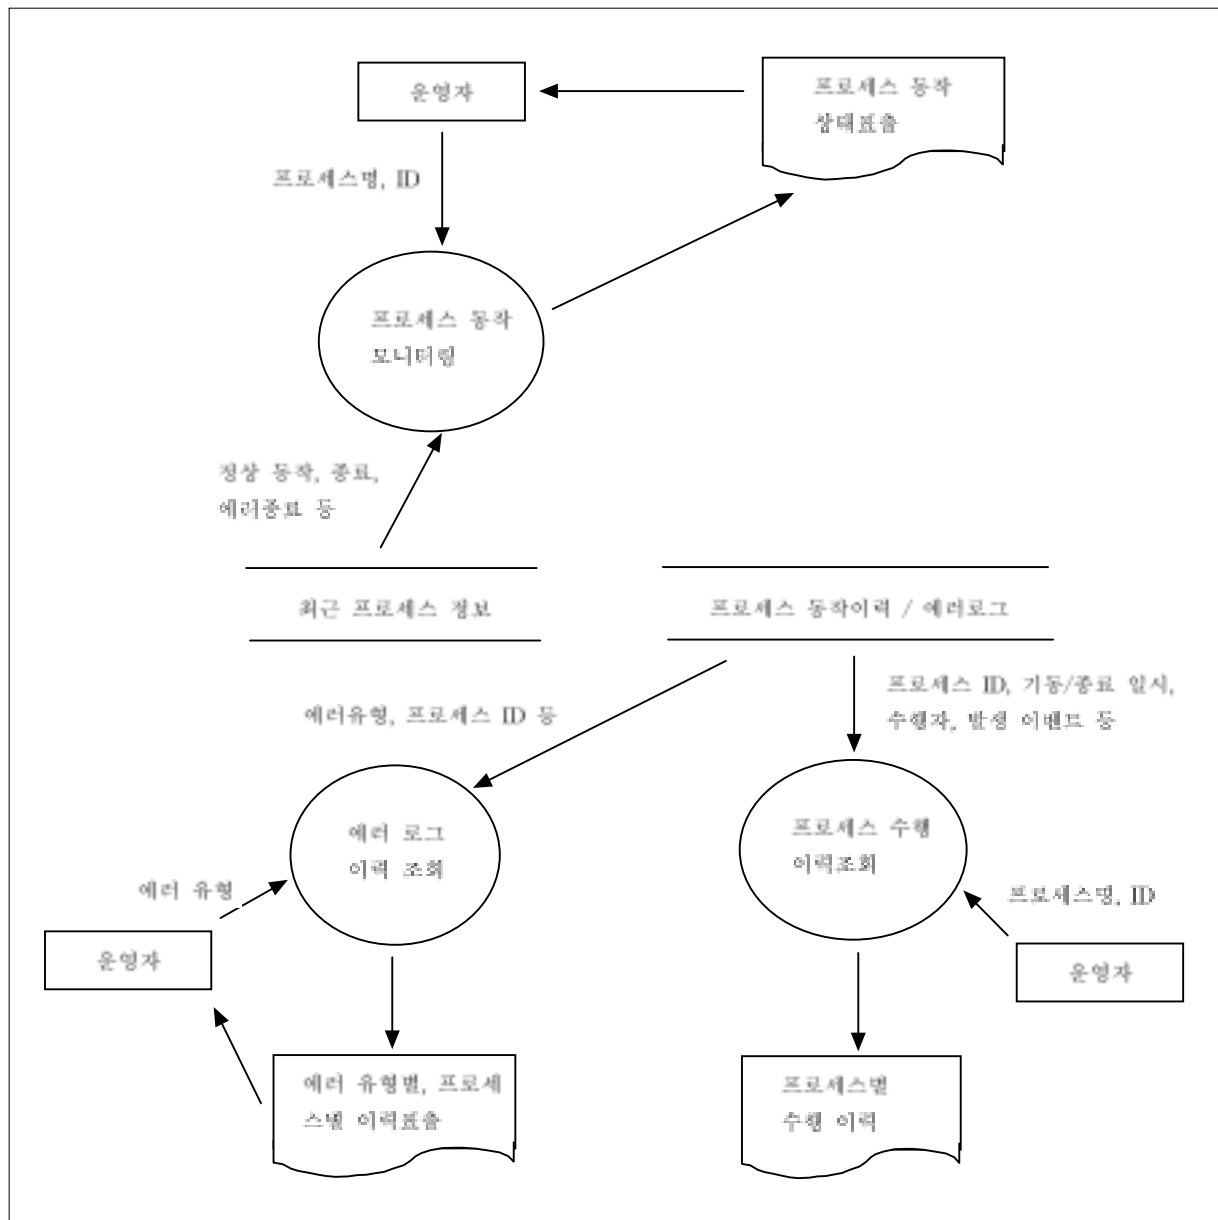 운영자
프로세스 동작
상태표출
프로세스명, ID
프로세스 동작
모니터링
정상 동작, 종료,
에러종료 등
최근 프로세스 정보
프로세스 동작이력 / 에러로그
에러유형, 프로세스 ID 등
프로세스 ID, 기동/종료 일시,
수행자, 발생 이벤트 등
에러 로그
이력 조회
프로세스 수행
이력조회
에러 유형
프로세스명, ID
운영자
운영자
에러 유형별, 프로세
스별 이력표출
프로세스별
수행 이력